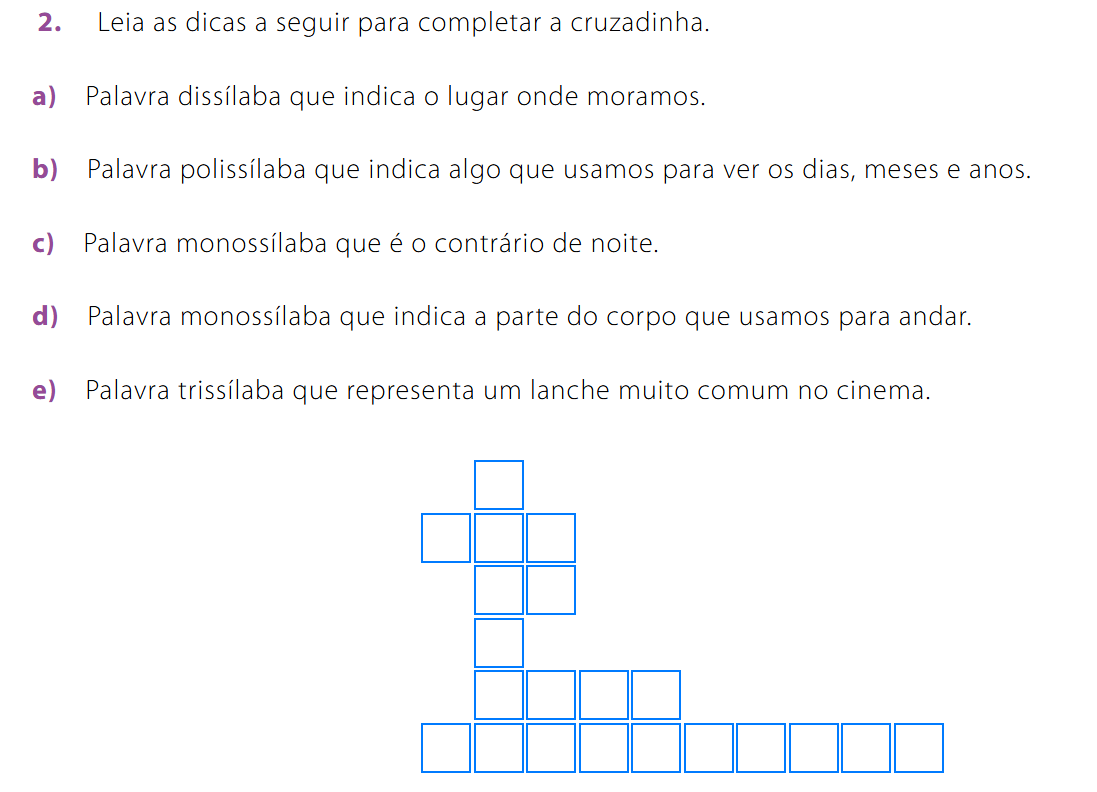 2. Leia as dicas a seguir para completar a cruzadinha.
a) Palavra dissílaba que indica o lugar onde moramos.
b) Palavra polissílaba que indica algo que usamos para ver os dias, meses e anos.
c) Palavra monossílaba que é o contrário de noite.
d) Palavra monossílaba que indica a parte do corpo que usamos para andar.
e) Palavra trissílaba que representa um lanche muito comum no cinema.